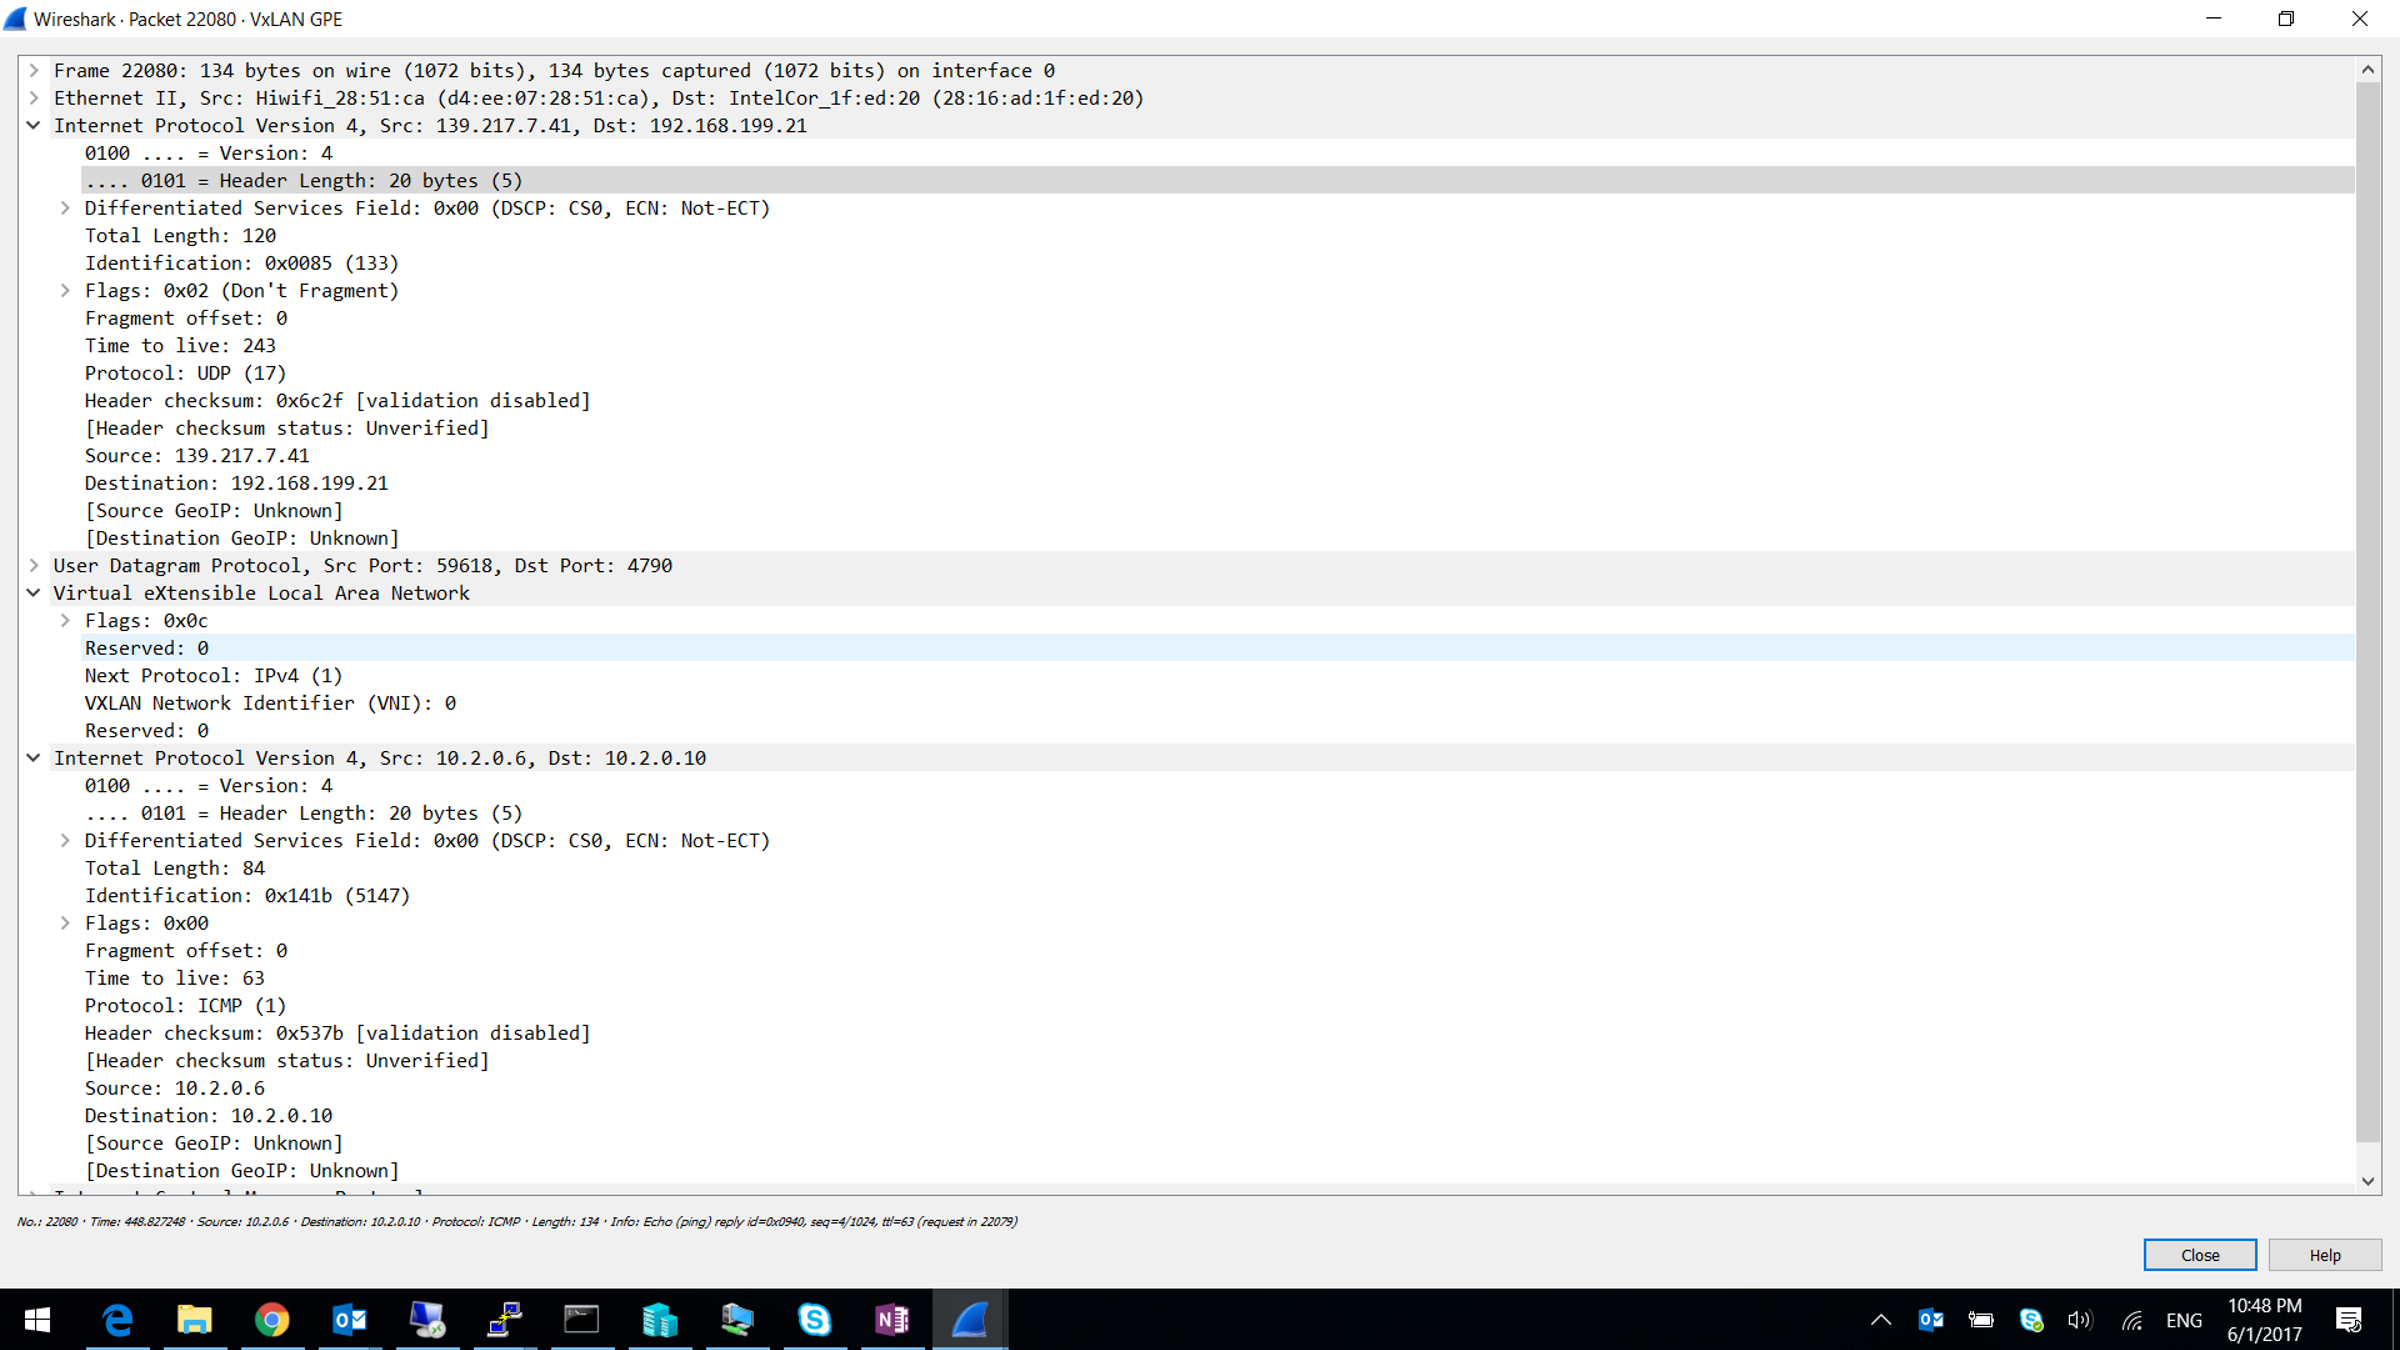 Wireshark · Packet 22080 · VxLAN GPE
Frame 22080: 134 bytes on wire (1072 bits), 134 bytes captured (1072 bits) on interface 0
Ethernet II, Src: Hiwifi_28:51:ca (d4:ee:07:28:51:ca), Dst: IntelCor_1f:ed:20 (28:16:ad:1f:ed:20)
Internet Protocol Version 4, Src: 139.217.7.41, Dst: 192.168.199.21
0100 .... = Version: 4
.... 0101 = Header Length: 20 bytes (5)
Differentiated Services Field: 0x00 (DSCP: CS0, ECN: Not-ECT)
Total Length: 120
Identification: 0x0085 (133)
Flags: 0x02 (Don't Fragment)
Fragment offset: 0
Time to live: 243
Protocol: UDP (17)
Header checksum: 0x6c2f [validation disabled]
[Header checksum status: Unverified]
Source: 139.217.7.41
Destination: 192.168.199.21
[Source GeoIP: Unknown]
[Destination GeoIP: Unknown]
User Datagram Protocol, Src Port: 59618, Dst Port: 4790
Virtual eXtensible Local Area Network
Flags: 0x0c
Reserved: 0
Next Protocol: IPv4 (1)
VXLAN Network Identifier (VNI): 0
Reserved: 0
Internet Protocol Version 4, Src: 10.2.0.6, Dst: 10.2.0.10
0100 .... = Version: 4
.... 0101 = Header Length: 20 bytes (5)
Differentiated Services Field: 0x00 (DSCP: CS0, ECN: Not-ECT)
Total Length: 84
Identification: 0x141b (5147)
Flags: 0x00
Fragment offset: 0
Time to live: 63
Protocol: ICMP (1)
Header checksum: 0x537b [validation disabled]
[Header checksum status: Unverified]
Source: 10.2.0.6
Destination: 10.2.0.10
[Source GeoIP: Unknown]
[Destination GeoIP: Unknown]
No.: 22080 · Time: 448.827248 · Source: 10.2.0.6 · Destination: 10.2.0.10 · Protocol: ICMP · Length: 134 · Info: Echo (ping) reply id=0x0940, seq=4/1024, ttl=63 (request in 22079)
Close
Help
ENG
10:48 PM
6/1/2017